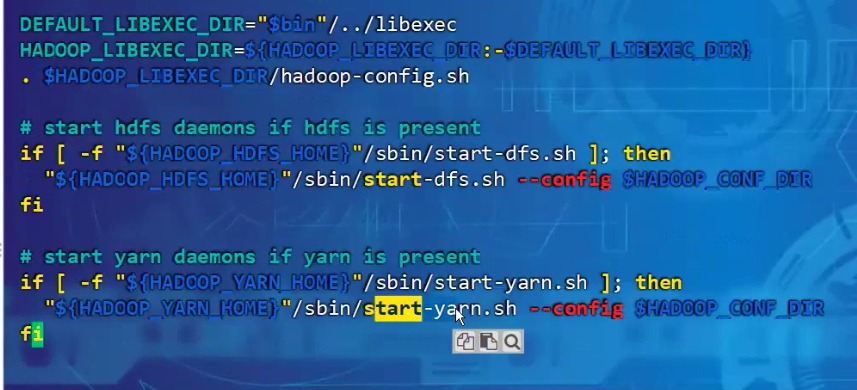 DEFAULT_LIBEXEC_DIR="$bin"/../libexec
HADOOP_LIBEXEC_DIR=${HADOOP_LIBEXEC_DIR:-$DEFAULT_LIBEXEC_DIR}
. $HADOOP_LIBEXEC_DIR/hadoop-config.sh
# start hdfs daemons if hdfs is present
if [ -f "${HADOOP_HDFS_HOME}"/sbin/start-dfs.sh ]; then
  "${HADOOP_HDFS_HOME}"/sbin/start-dfs.sh --config $HADOOP_CONF_DIR
fi
# start yarn daemons if yarn is present
if [ -f "${HADOOP_YARN_HOME}"/sbin/start-yarn.sh ]; then
  "${HADOOP_YARN_HOME}"/sbin/start-yarn.sh --config $HADOOP_CONF_DIR
fi